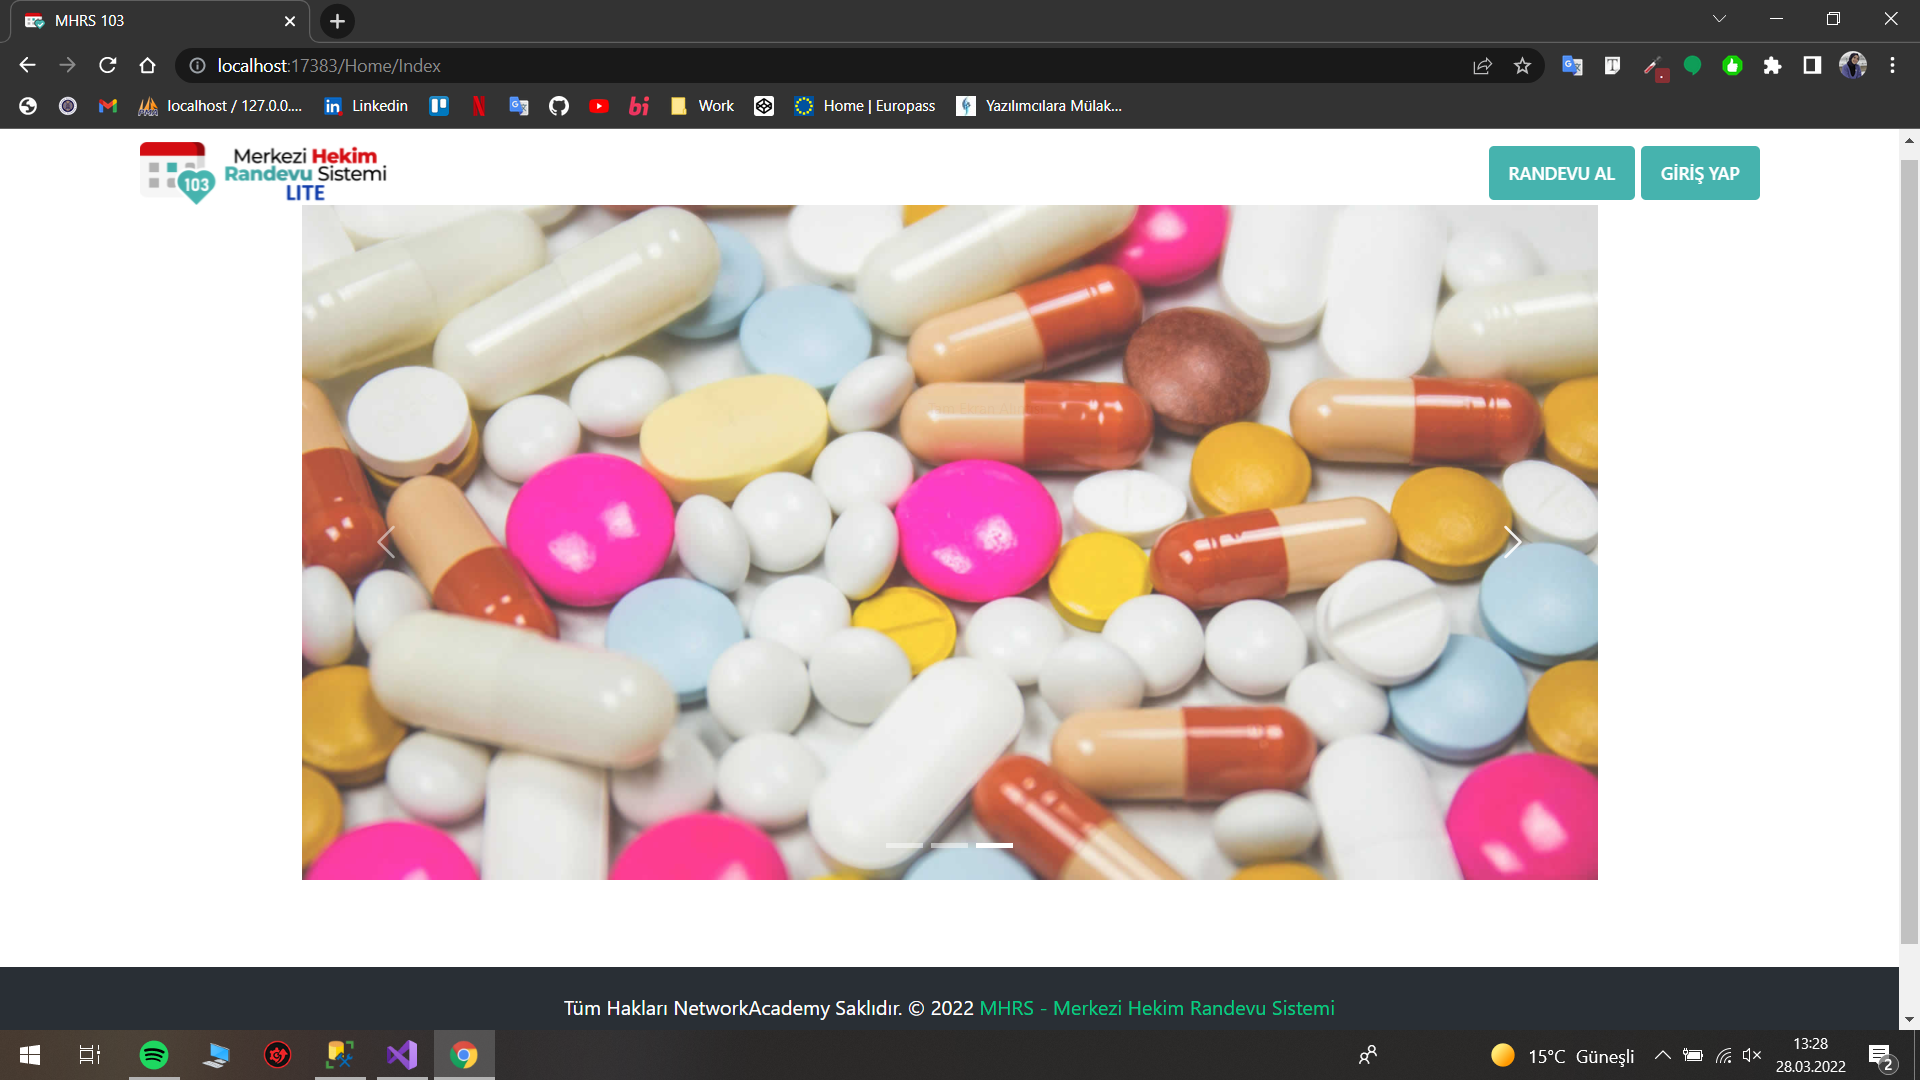 MHRS 103
localhost:17383/Home/Index
localhost / 127.0.0.... Linkedin Work Home | Europass Yazılımcılara Mülak...
Merkezi Hekim
Randevu Sistemi
LITE
103
RANDEVU AL GİRİŞ YAP
Tüm Hakları NetworkAcademy Saklıdır. © 2022 MHRS - Merkezi Hekim Randevu Sistemi
15°C Güneşli
13:28
28.03.2022
2